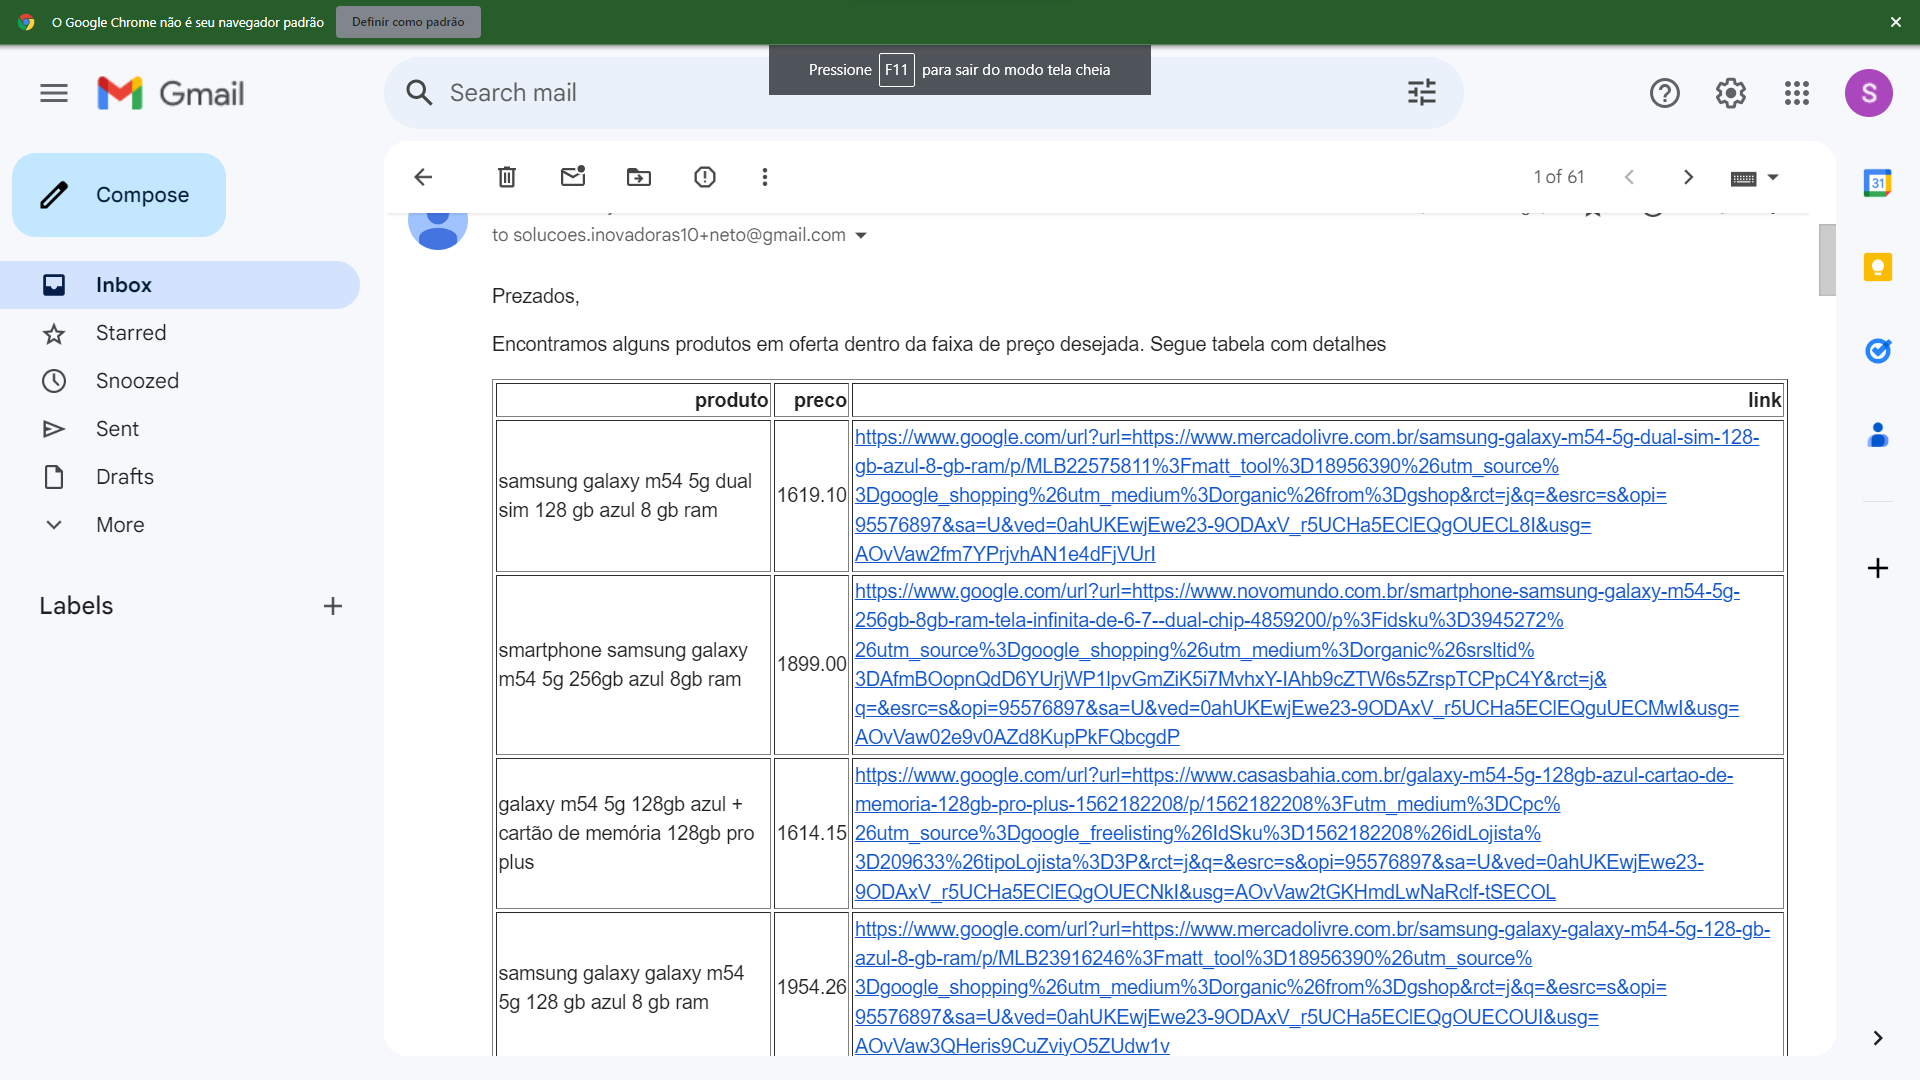 O Google Chrome não é seu navegador padrão
Definir como padrão
Pressione F11 para sair do modo tela cheia
Gmail
Search mail
S
Compose
1 of 61
31
Inbox
Starred
Snoozed
Sent
Drafts
More
Labels
to solucoes.inovadoras10+neto@gmail.com
Prezados,
Encontramos alguns produtos em oferta dentro da faixa de preço desejada. Segue tabela com detalhes
produto preco link
samsung galaxy m54 5g dual
sim 128 gb azul 8 gb ram
1619.10
https://www.google.com/url?url=https://www.mercadolivre.com.br/samsung-galaxy-m54-5g-dual-sim-128-
gb-azul-8-gb-ram/p/MLB22575811%3Fmatt_tool%3D18956390%26utm_source%
3Dgoogle_shopping%26utm_medium%3Dorganic%26from%3Dgshop&rct=j&q=&esrc=s&opi=
95576897&sa=U&ved=0ahUKEwjEwe23-9ODAxV_r5UCHa5EClEQgOUECL8I&usg=
AOvVaw2fm7YPrjvhAN1e4dFjVUrI
smartphone samsung galaxy
m54 5g 256gb azul 8gb ram
1899.00
https://www.google.com/url?url=https://www.novomundo.com.br/smartphone-samsung-galaxy-m54-5g-
256gb-8gb-ram-tela-infinita-de-6-7--dual-chip-4859200/p%3Fidsku%3D3945272%
26utm_source%3Dgoogle_shopping%26utm_medium%3Dorganic%26srsltid%
3DAfmBOopnQdD6YUrjWP1lpvGmZiK5i7MvhxY-IAhb9cZTW6s5ZrspTCPpC4Y&rct=j&
q=&esrc=s&opi=95576897&sa=U&ved=0ahUKEwjEwe23-9ODAxV_r5UCHa5EClEQguUECMwI&usg=
AOvVaw02e9v0AZd8KupPkFQbcgdP
galaxy m54 5g 128gb azul +
cartão de memória 128gb pro
plus
1614.15
https://www.google.com/url?url=https://www.casasbahia.com.br/galaxy-m54-5g-128gb-azul-cartao-de-
memoria-128gb-pro-plus-1562182208/p/1562182208%3Futm_medium%3DCpc%
26utm_source%3Dgoogle_freelisting%26IdSku%3D1562182208%26idLojista%
3D209633%26tipoLojista%3D3P&rct=j&q=&esrc=s&opi=95576897&sa=U&ved=0ahUKEwjEwe23-
9ODAxV_r5UCHa5EClEQgOUECNkI&usg=AOvVaw2tGKHmdLwNaRclf-tSECOL
samsung galaxy galaxy m54
5g 128 gb azul 8 gb ram
1954.26
https://www.google.com/url?url=https://www.mercadolivre.com.br/samsung-galaxy-galaxy-m54-5g-128-gb-
azul-8-gb-ram/p/MLB23916246%3Fmatt_tool%3D18956390%26utm_source%
3Dgoogle_shopping%26utm_medium%3Dorganic%26from%3Dgshop&rct=j&q=&esrc=s&opi=
95576897&sa=U&ved=0ahUKEwjEwe23-9ODAxV_r5UCHa5EClEQgOUECOUI&usg=
AOvVaw3QHeris9CuZviyO5ZUdw1v